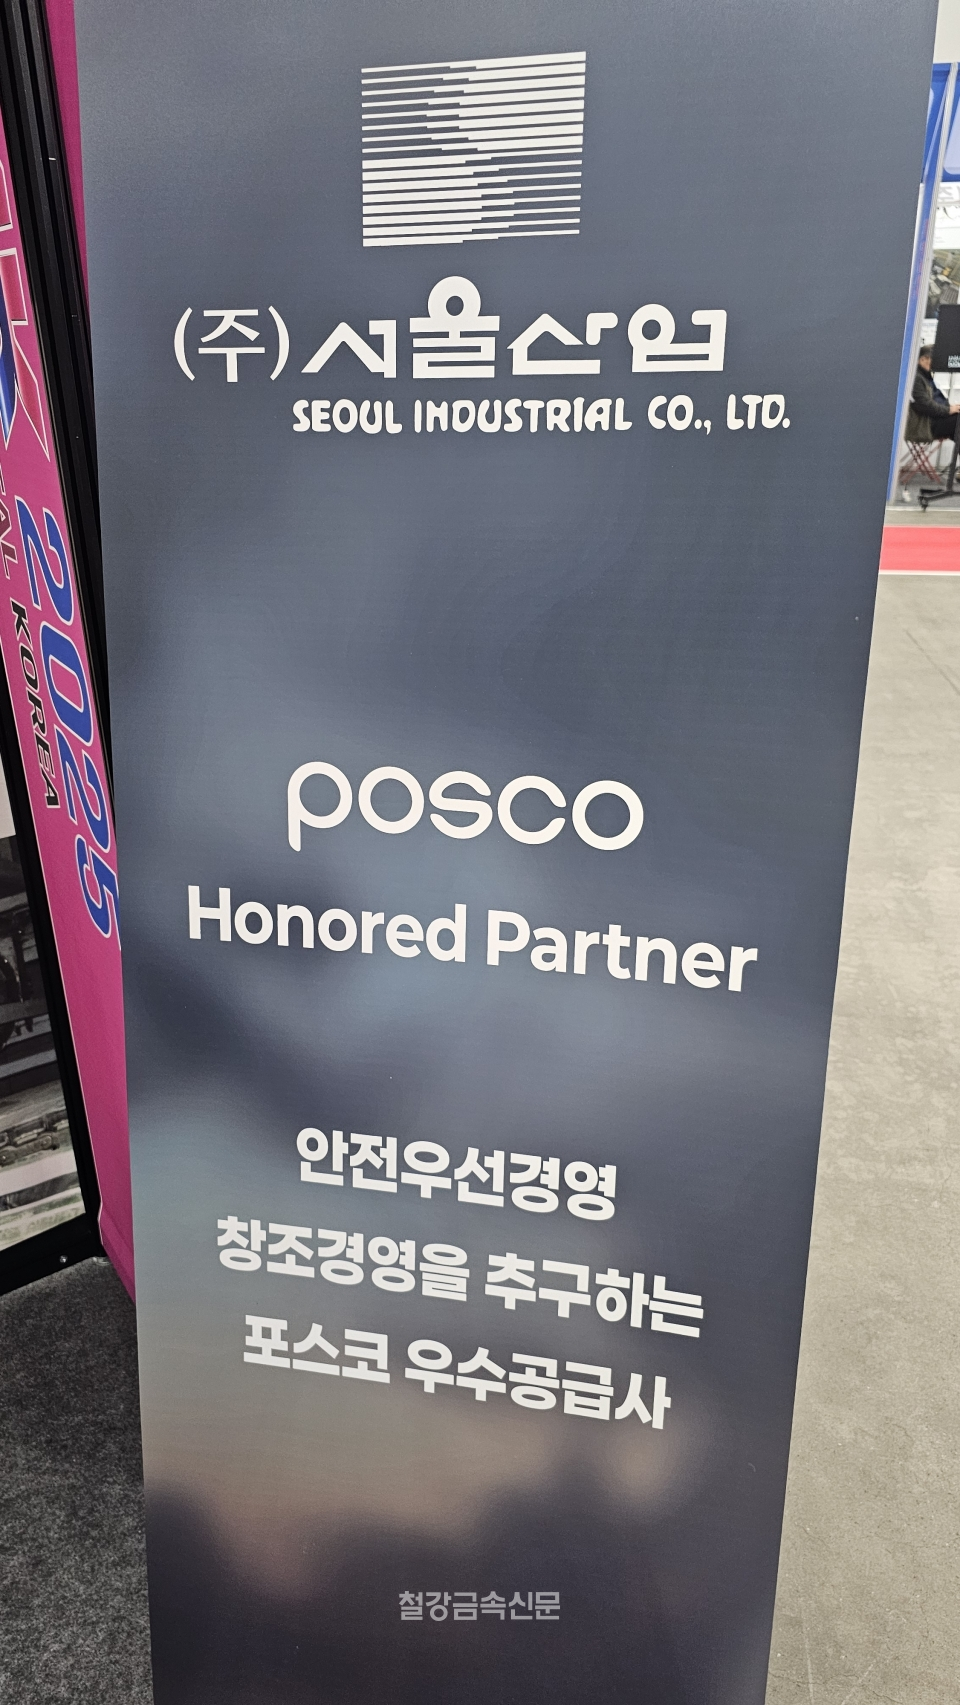 (주)서울산업
SEOUL INDUSTRIAL CO., LTD.
posco
Honored Partner
안전우선경영
창조경영을 추구하는
포스코 우수공급사
철강금속신문
2025
KOREA